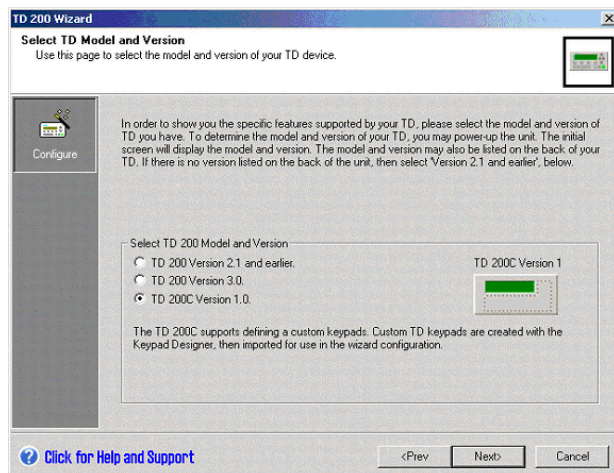 TD 200 Wizard
Select TD Model and Version
Use this page to select the model and version of your TD device.
Configure
In order to show you the specific features supported by your TD, please select the model and version of
TD you have. To determine the model and version of your TD, you may power-up the unit. The initial
screen will display the model and version. The model and version may also be listed on the back of your
TD. If there is no version listed on the back of the unit, then select 'Version 2.1 and earlier', below.
Select TD 200 Model and Version
TD 200 Version 2.1 and earlier.
TD 200C Version 1
TD 200 Version 3.0.
TD 200C Version 1.0.
The TD 200C supports defining a custom keypads. Custom TD keypads are created with the
Keypad Designer, then imported for use in the wizard configuration.
Click for Help and Support
<Prev
Next>
Cancel